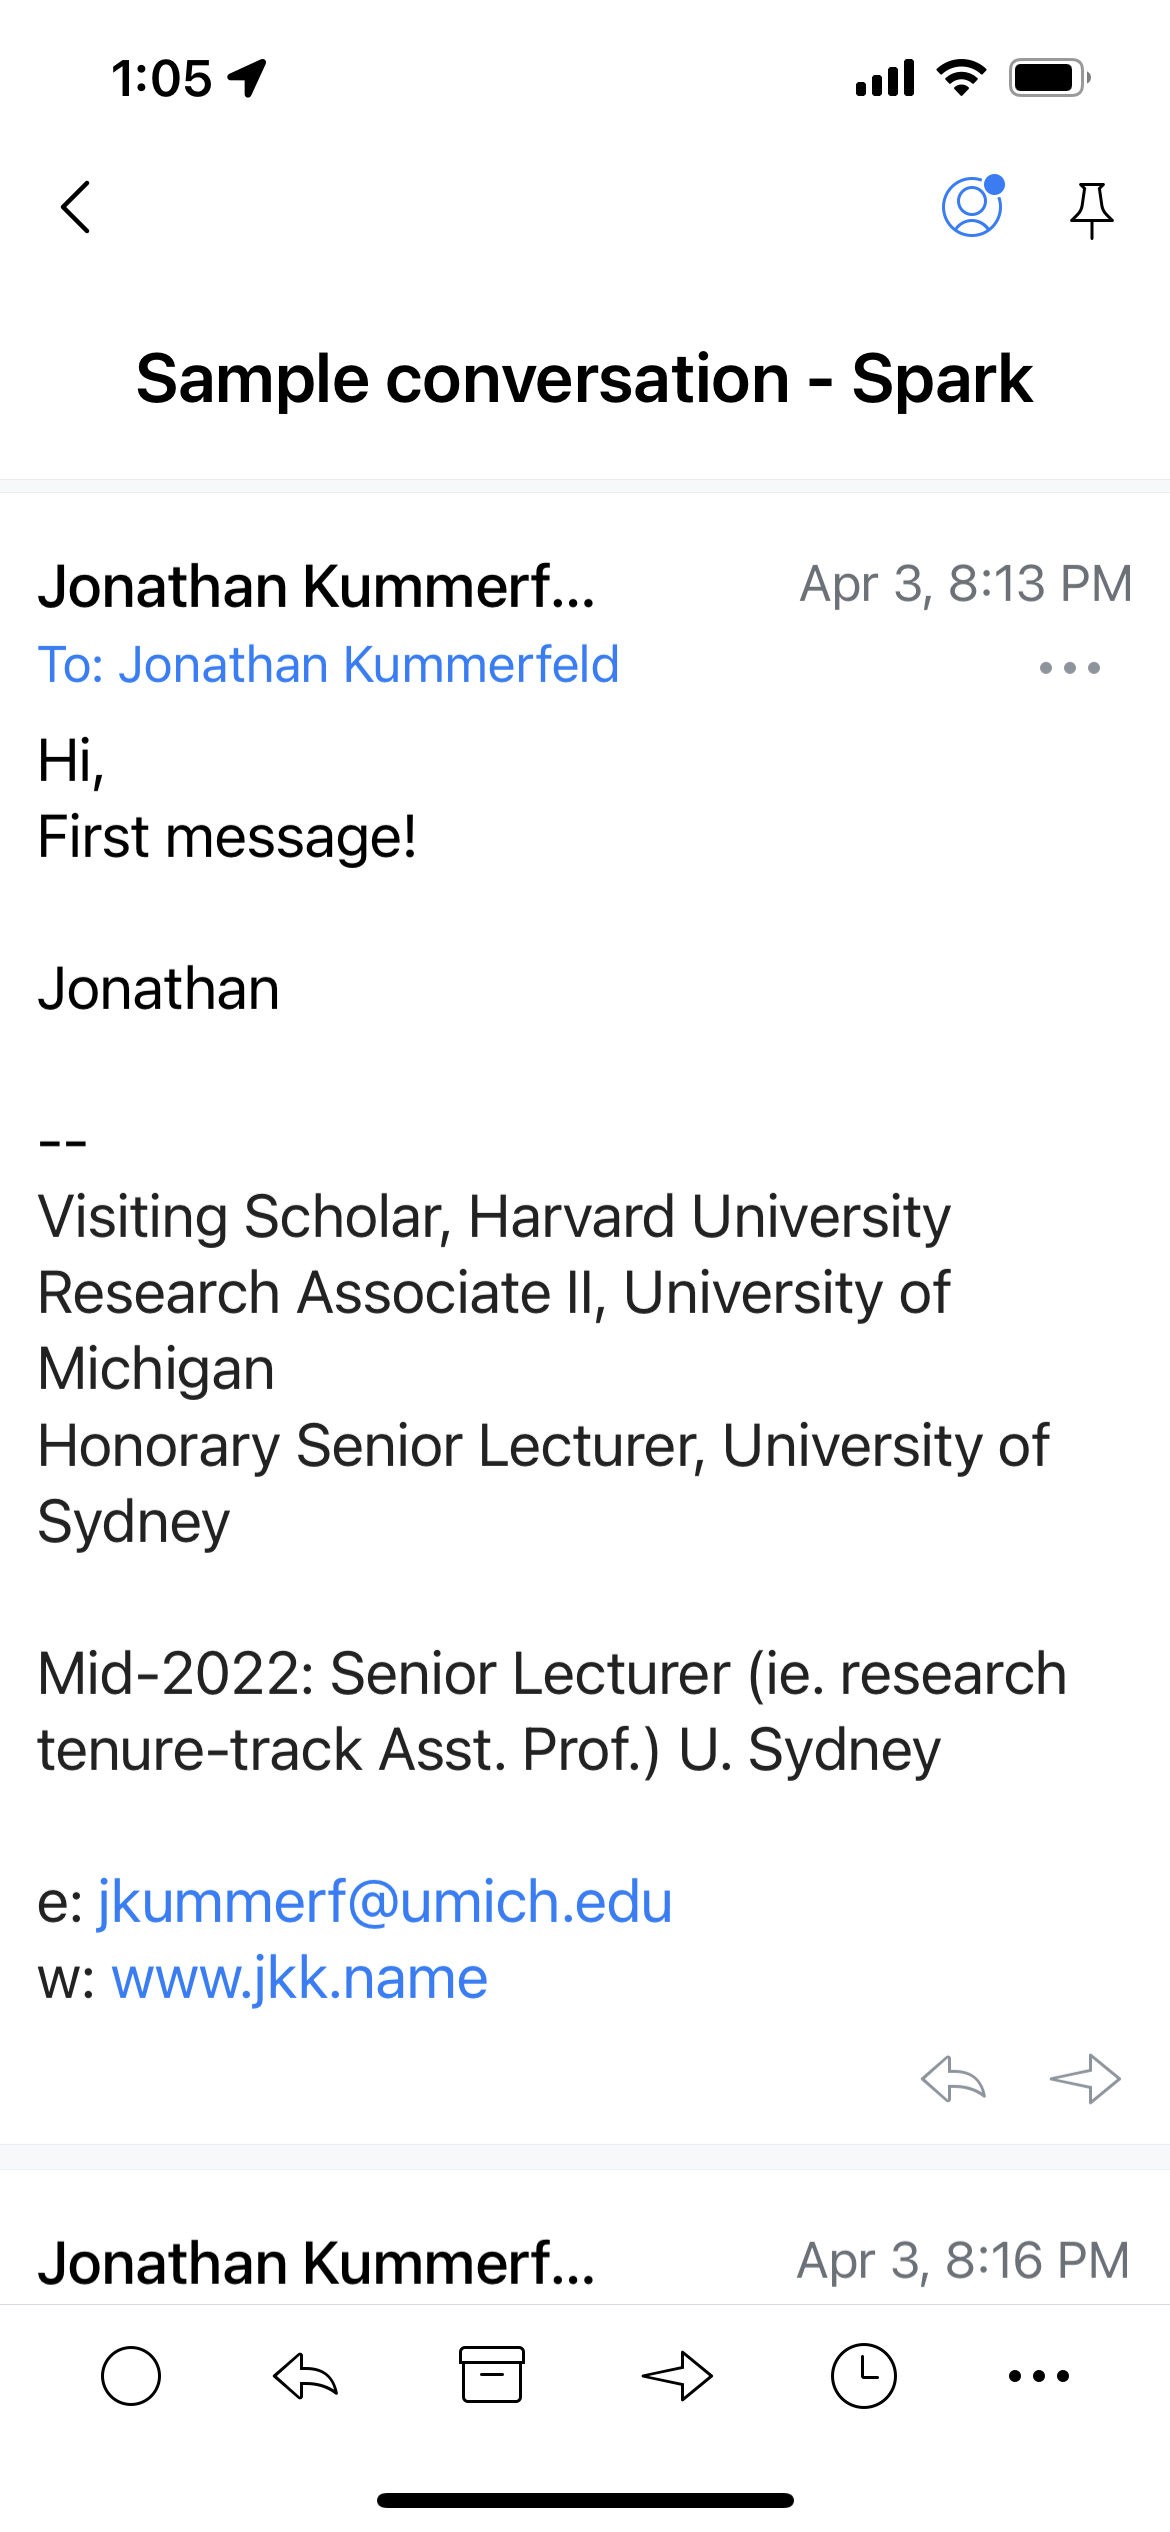 1:05
Sample conversation - Spark
Jonathan Kummerf...
Apr 3, 8:13 PM
To: Jonathan Kummerfeld
Hi,
First message!
Jonathan
--
Visiting Scholar, Harvard University
Research Associate II, University of
Michigan
Honorary Senior Lecturer, University of
Sydney
Mid-2022: Senior Lecturer (ie. research
tenure-track Asst. Prof.) U. Sydney
e: jkummerf@umich.edu
w: www.jkk.name
Jonathan Kummerf...
Apr 3, 8:16 PM